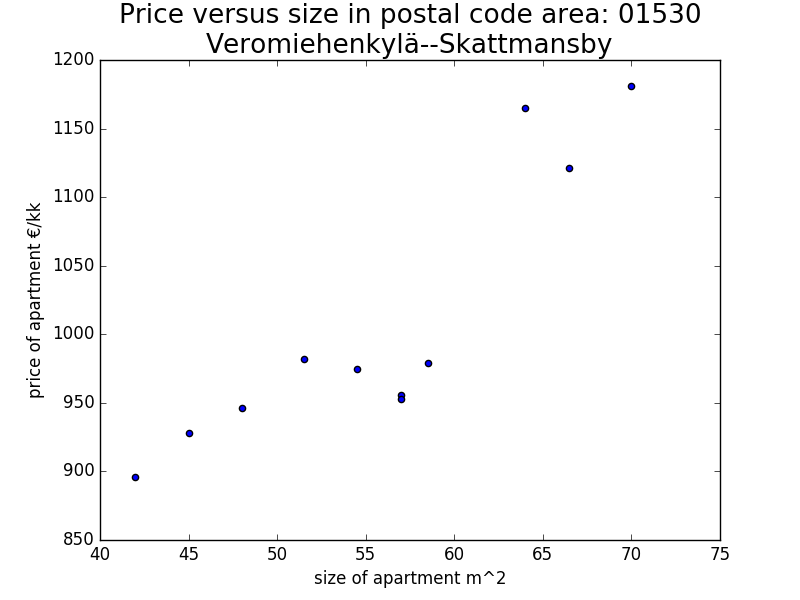 Price versus size in postal code area: 01530
Veromiehenkylä--Skattmansby
1200
1150
1100
1050
1000
950
900
850
price of apartment €/kk
40 45 50 55 60 65 70 75
size of apartment m^2